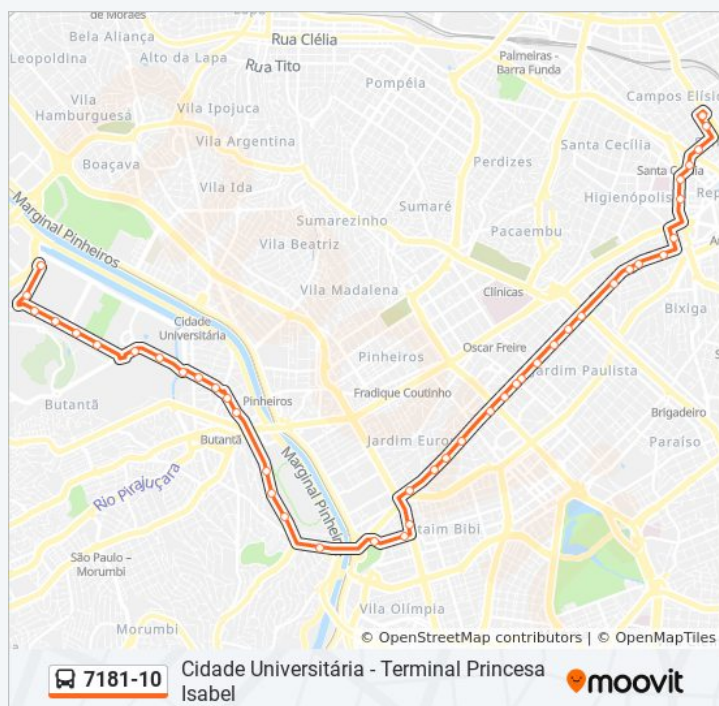 de Moraes
Bela Aliança
Rua Clélia
Leopoldina
Alto da Lapa
Rua Tito
Palmeiras -
Barra Funda
Pompéia
Campos Elísio
Vila
Hamburguesa
Vila Ipojuca
Vila Argentina
Santa Cecília
Boaçava
Perdizes
Santa Cecília
Vila Ida
Higienópolis
Rep
Sumarezinho
Sumaré
Marginal Pinheiros
Pacaembu
Vila Beatriz
Vila Madalena
Clínicas
Bixiga
Cidade
Universitária
Pinheiros
Oscar Freire
Jardim Paulista
Butantã
Pinheiros
Fradique Coutinho
Brigadeiro
Butantã
Jardim Euro
Paraíso
Marginal Pinheir
Rio Pirajuçara
Itaim Bibi
São Paulo –
Morumbi
Vila Olímpia
Morumbi
© OpenStreetMap contributors | © OpenMapTiles
7181-10
Cidade Universitária - Terminal Princesa
Isabel
moovit